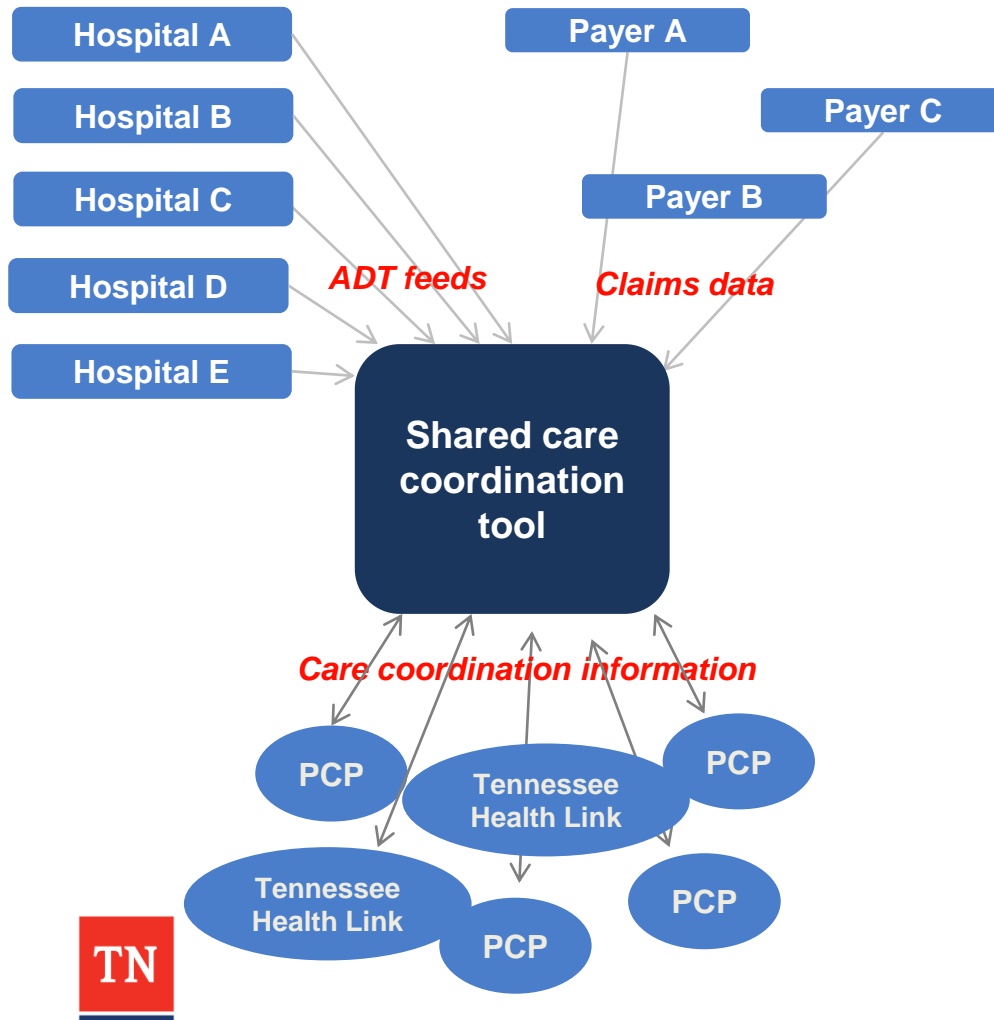 Hospital A
Payer A
Hospital B
Payer C
Hospital C
Payer B
Hospital D
ADT feeds
Claims data
Hospital E
Shared care
coordination
tool
Care coordination information
PCP
Tennessee
Health Link
PCP
Tennessee
Health Link
PCP
PCP
TN